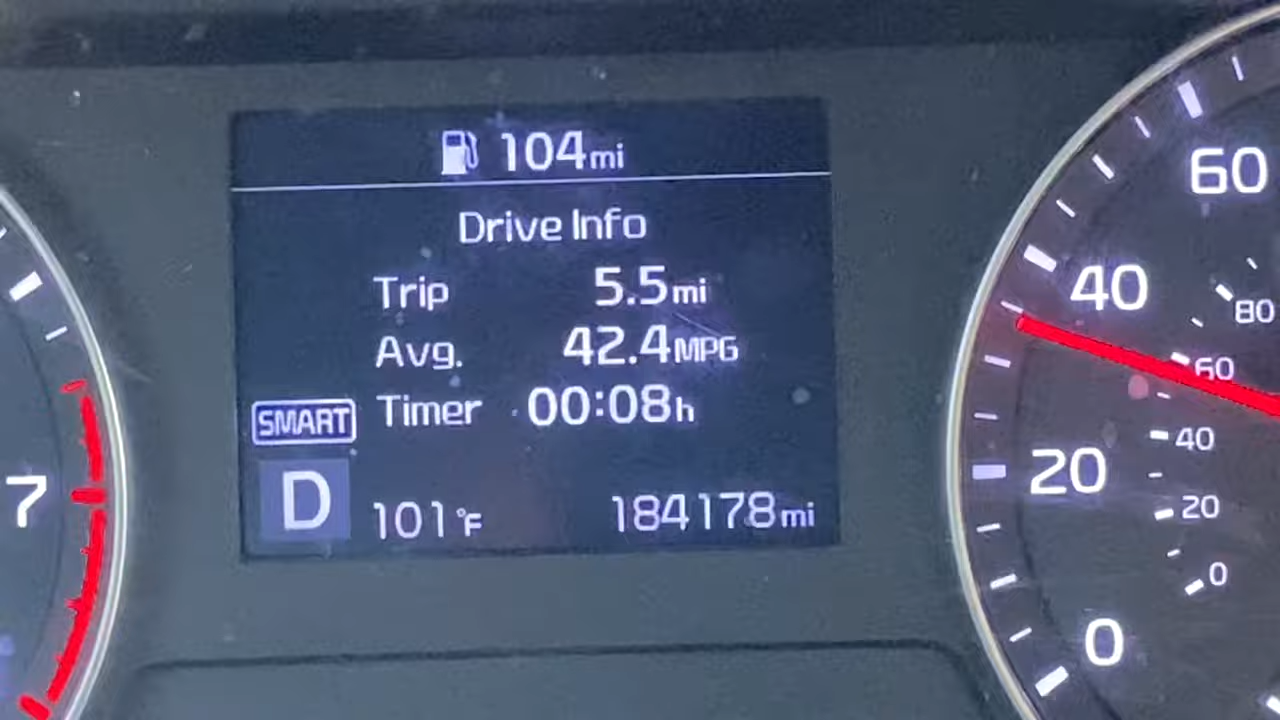 104mi
Drive Info
Trip 5.5mi
Avg. 42.4MPG
SMART Timer 00:08h
D 101°F 184178mi
7
60
40
20
0
80
60
40
20
0